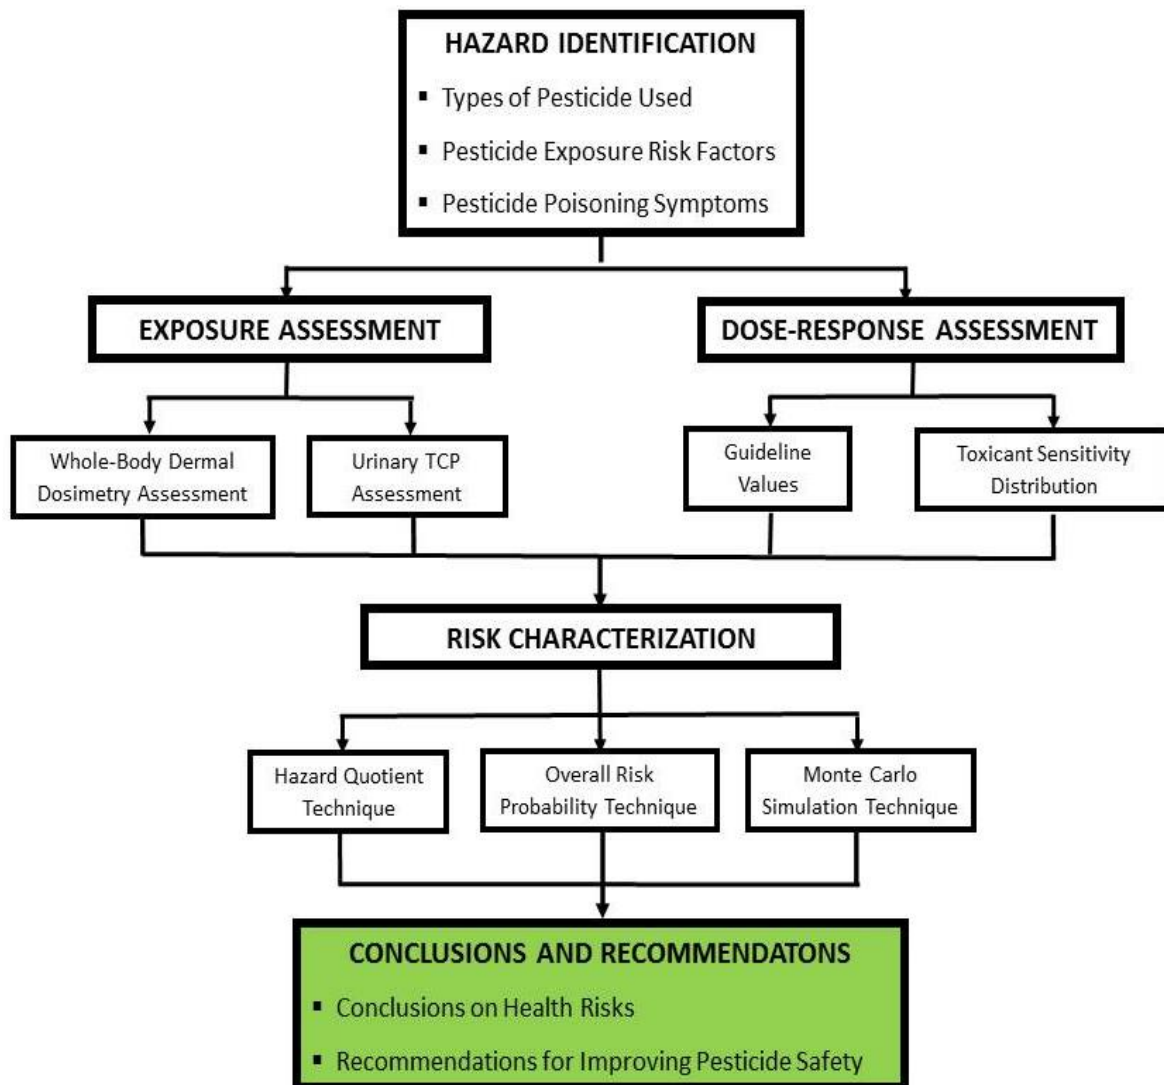 HAZARD IDENTIFICATION
▪ Types of Pesticide Used
▪ Pesticide Exposure Risk Factors
▪ Pesticide Poisoning Symptoms
EXPOSURE ASSESSMENT
DOSE-RESPONSE ASSESSMENT
Whole-Body Dermal
Dosimetry Assessment
Urinary TCP
Assessment
Guideline
Values
Toxicant Sensitivity
Distribution
RISK CHARACTERIZATION
Hazard Quotient
Technique
Overall Risk
Probability Technique
Monte Carlo
Simulation Technique
CONCLUSIONS AND RECOMMENDATONS
▪ Conclusions on Health Risks
▪ Recommendations for Improving Pesticide Safety